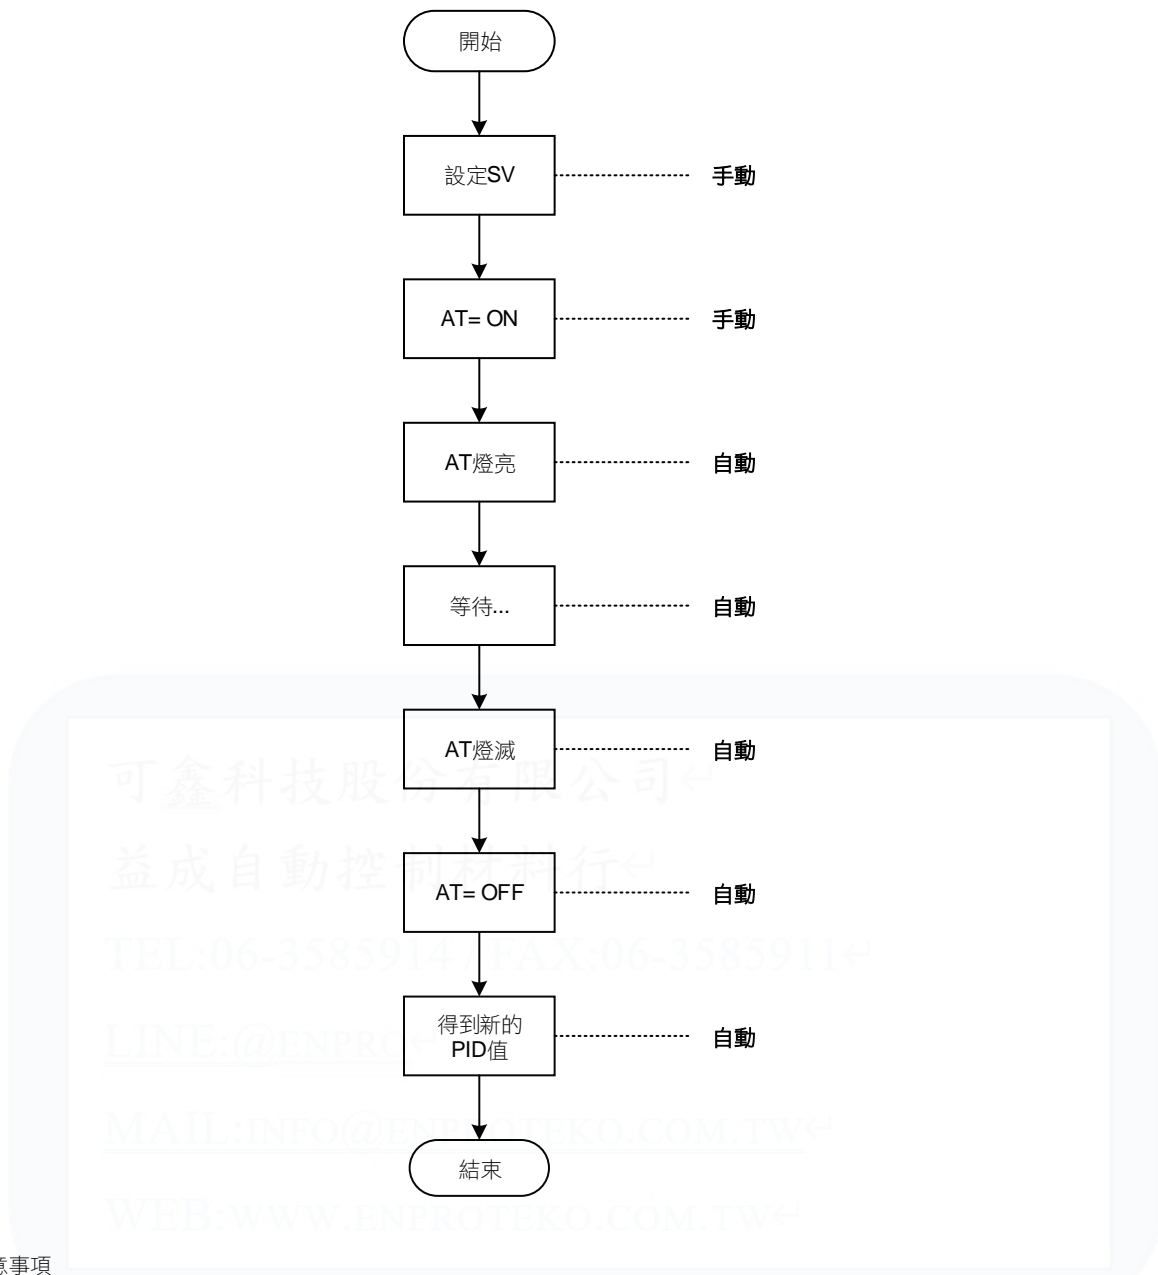 開始
設定SV
手動
AT= ON
手動
AT燈亮
自動
等待...
自動
AT燈滅
自動
可鑫科技股份有限公司
益成自動控制材料行
AT= OFF
自動
TEL:06-3585914 / FAX:06-3585911
得到新的
PID值
自動
LINE:@ENPRO
MAIL:INFO@ENPROTEKO.COM.TW
結束
WEB:WWW.ENPROTEKO.COM.TW
意事項